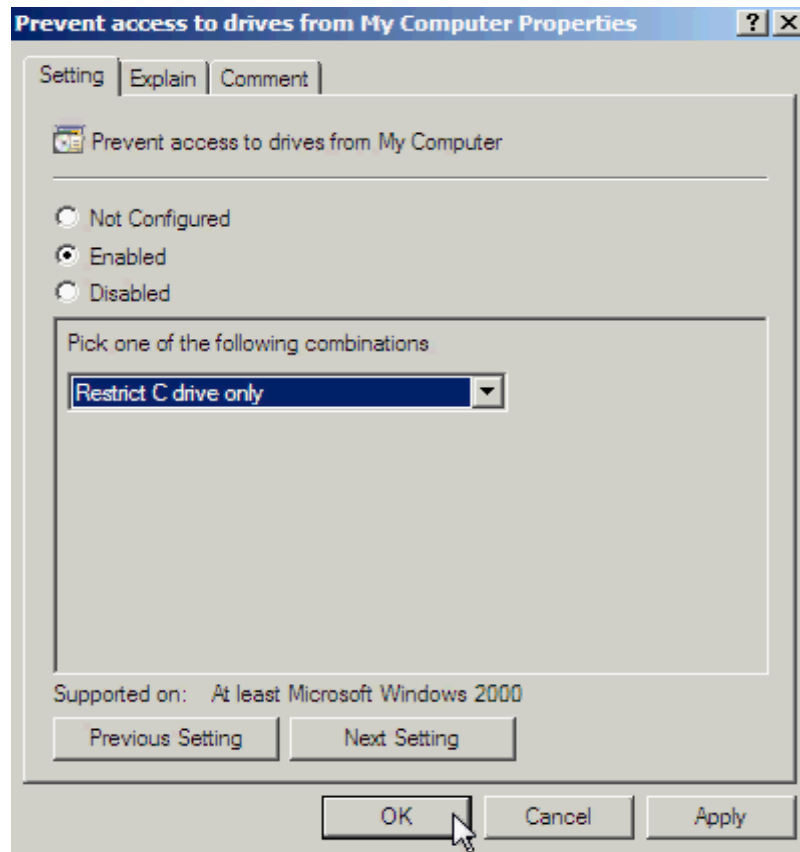 Prevent access to drives from My Computer Properties
Setting Explain Comment
Prevent access to drives from My Computer
Not Configured
Enabled
Disabled
Pick one of the following combinations
Restrict C drive only
Supported on: At least Microsoft Windows 2000
Previous Setting Next Setting
OK Cancel Apply